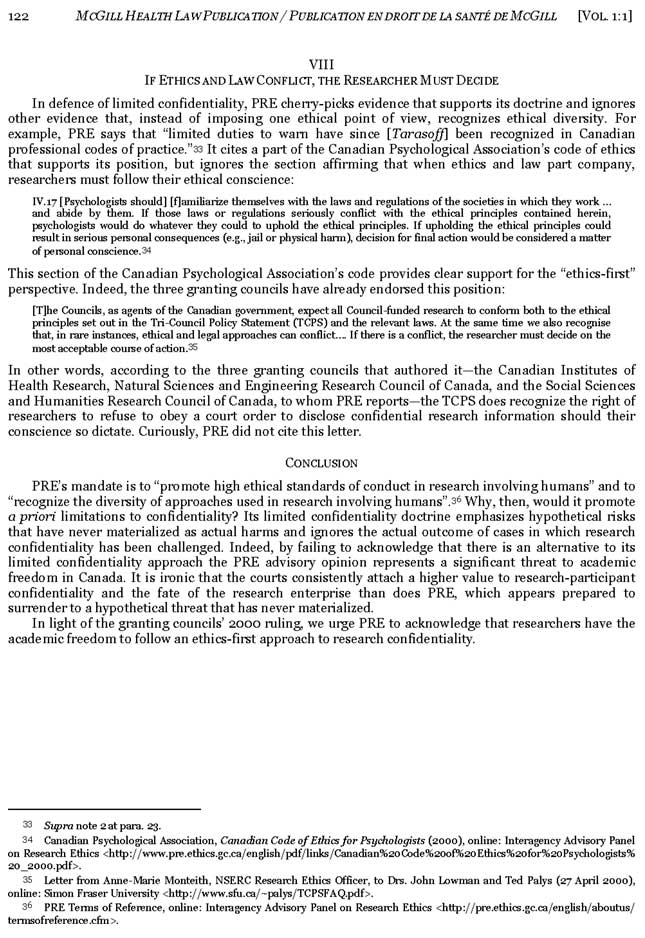 122 MCGILL HEALTH LAW PUBLICATION / PUBLICATION EN DROIT DE LA SANTÉ DE MCGILL [VOL. 1:1]
VIII
IF ETHICS AND LAW CONFLICT, THE RESEARCHER MUST DECIDE
In defence of limited confidentiality, PRE cherry-picks evidence that supports its doctrine and ignores
other evidence that, instead of imposing one ethical point of view, recognizes ethical diversity. For
example, PRE says that “limited duties to warn have since [Tarasoff] been recognized in Canadian
professional codes of practice.”33 It cites a part of the Canadian Psychological Association’s code of ethics
that supports its position, but ignores the section affirming that when ethics and law part company,
researchers must follow their ethical conscience:
IV.17 [Psychologists should] [f]amiliarize themselves with the laws and regulations of the societies in which they work …
and abide by them. If those laws or regulations seriously conflict with the ethical principles contained herein,
psychologists would do whatever they could to uphold the ethical principles. If upholding the ethical principles could
result in serious personal consequences (e.g., jail or physical harm), decision for final action would be considered a matter
of personal conscience.34
This section of the Canadian Psychological Association’s code provides clear support for the “ethics-first”
perspective. Indeed, the three granting councils have already endorsed this position:
[T]he Councils, as agents of the Canadian government, expect all Council-funded research to conform both to the ethical
principles set out in the Tri-Council Policy Statement (TCPS) and the relevant laws. At the same time we also recognise
that, in rare instances, ethical and legal approaches can conflict.... If there is a conflict, the researcher must decide on the
most acceptable course of action.35
In other words, according to the three granting councils that authored it—the Canadian Institutes of
Health Research, Natural Sciences and Engineering Research Council of Canada, and the Social Sciences
and Humanities Research Council of Canada, to whom PRE reports—the TCPS does recognize the right of
researchers to refuse to obey a court order to disclose confidential research information should their
conscience so dictate. Curiously, PRE did not cite this letter.
CONCLUSION
PRE’s mandate is to “promote high ethical standards of conduct in research involving humans” and to
“recognize the diversity of approaches used in research involving humans”.36 Why, then, would it promote
a priori limitations to confidentiality? Its limited confidentiality doctrine emphasizes hypothetical risks
that have never materialized as actual harms and ignores the actual outcome of cases in which research
confidentiality has been challenged. Indeed, by failing to acknowledge that there is an alternative to its
limited confidentiality approach the PRE advisory opinion represents a significant threat to academic
freedom in Canada. It is ironic that the courts consistently attach a higher value to research-participant
confidentiality and the fate of the research enterprise than does PRE, which appears prepared to
surrender to a hypothetical threat that has never materialized.
In light of the granting councils’ 2000 ruling, we urge PRE to acknowledge that researchers have the
academic freedom to follow an ethics-first approach to research confidentiality.
33 Supra note 2 at para. 23.
34 Canadian Psychological Association, Canadian Code of Ethics for Psychologists (2000), online: Interagency Advisory Panel
on Research Ethics <http://www.pre.ethics.gc.ca/english/pdf/links/Canadian%20Code%20of%20Ethics%20for%20Psychologists%
20_2000.pdf>.
35 Letter from Anne-Marie Monteith, NSERC Research Ethics Officer, to Drs. John Lowman and Ted Palys (27 April 2000),
online: Simon Fraser University <http://www.sfu.ca/~palys/TCPSFAQ.pdf>.
36 PRE Terms of Reference, online: Interagency Advisory Panel on Research Ethics <http://pre.ethics.gc.ca/english/aboutus/
termsofreference.cfm>.